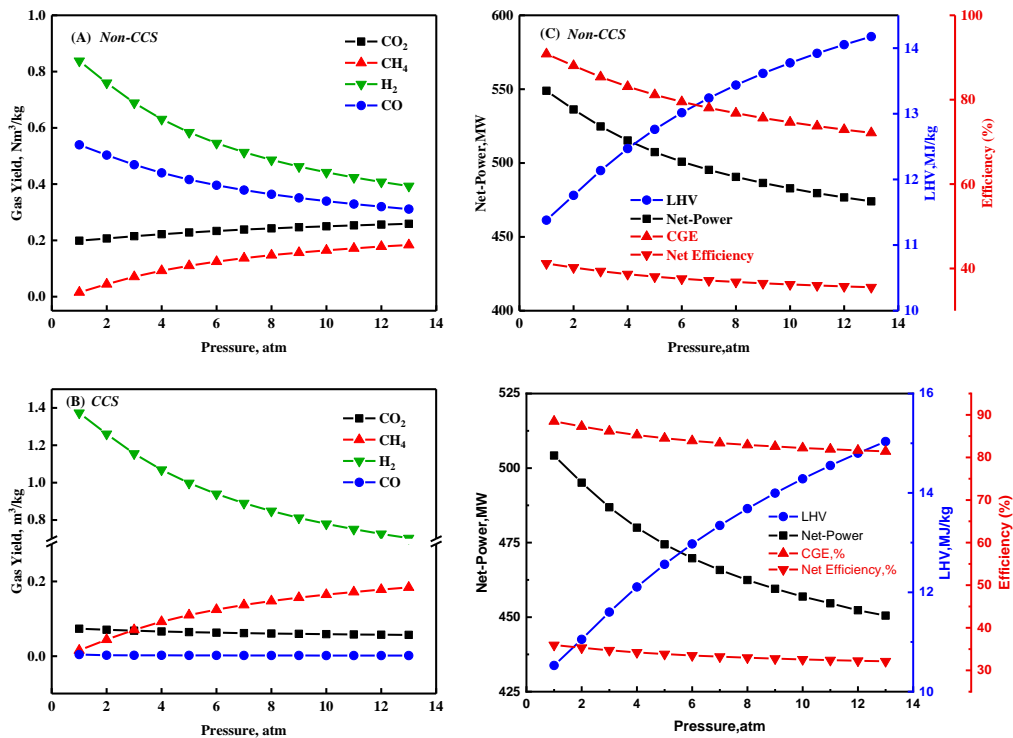 (A) Non-CCS
CO2
CH4
H2
CO
Gas Yield, Nm3/kg
1.0
0.8
0.6
0.4
0.2
0.0
0 2 4 6 8 10 12 14
Pressure, atm
(C) Non-CCS
LHV
Net-Power
CGE
Net Efficiency
Net-Power,MW
600
550
500
450
400
LHV,MJ/kg
14
13
12
11
10
Efficiency (%)
100
80
60
40
0 2 4 6 8 10 12 14
Pressure,atm
(B) CCS
CO2
CH4
H2
CO
Gas Yield, m3/kg
1.4
1.2
1.0
0.8
0.2
0.0
0 2 4 6 8 10 12 14
Pressure, atm
LHV
Net-Power
CGE,%
Net Efficiency,%
Net-Power,MW
525
500
475
450
425
LHV,MJ/kg
16
14
12
10
Efficiency (%)
90
80
70
60
50
40
30
0 2 4 6 8 10 12 14
Pressure,atm